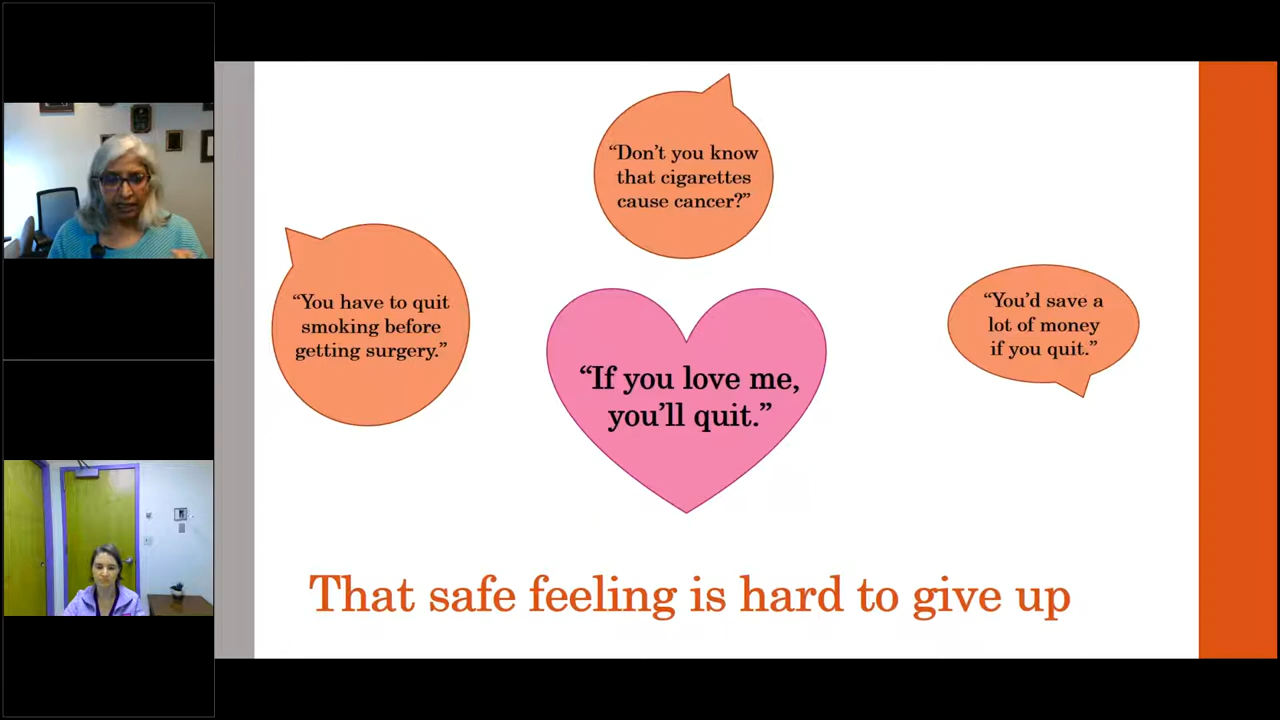 “Don’t you know
that cigarettes
cause cancer?”
“You have to quit
smoking before
getting surgery.”
“If you love me,
you’ll quit.”
“You’d save a
lot of money
if you quit.”
That safe feeling is hard to give up